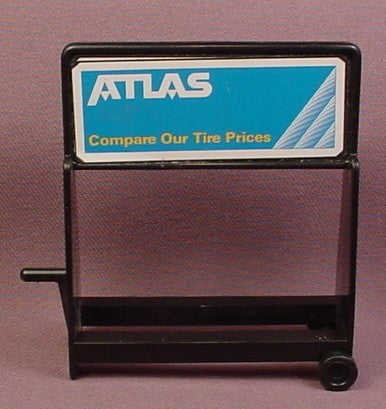 ATLAS
Compare Our Tire Prices